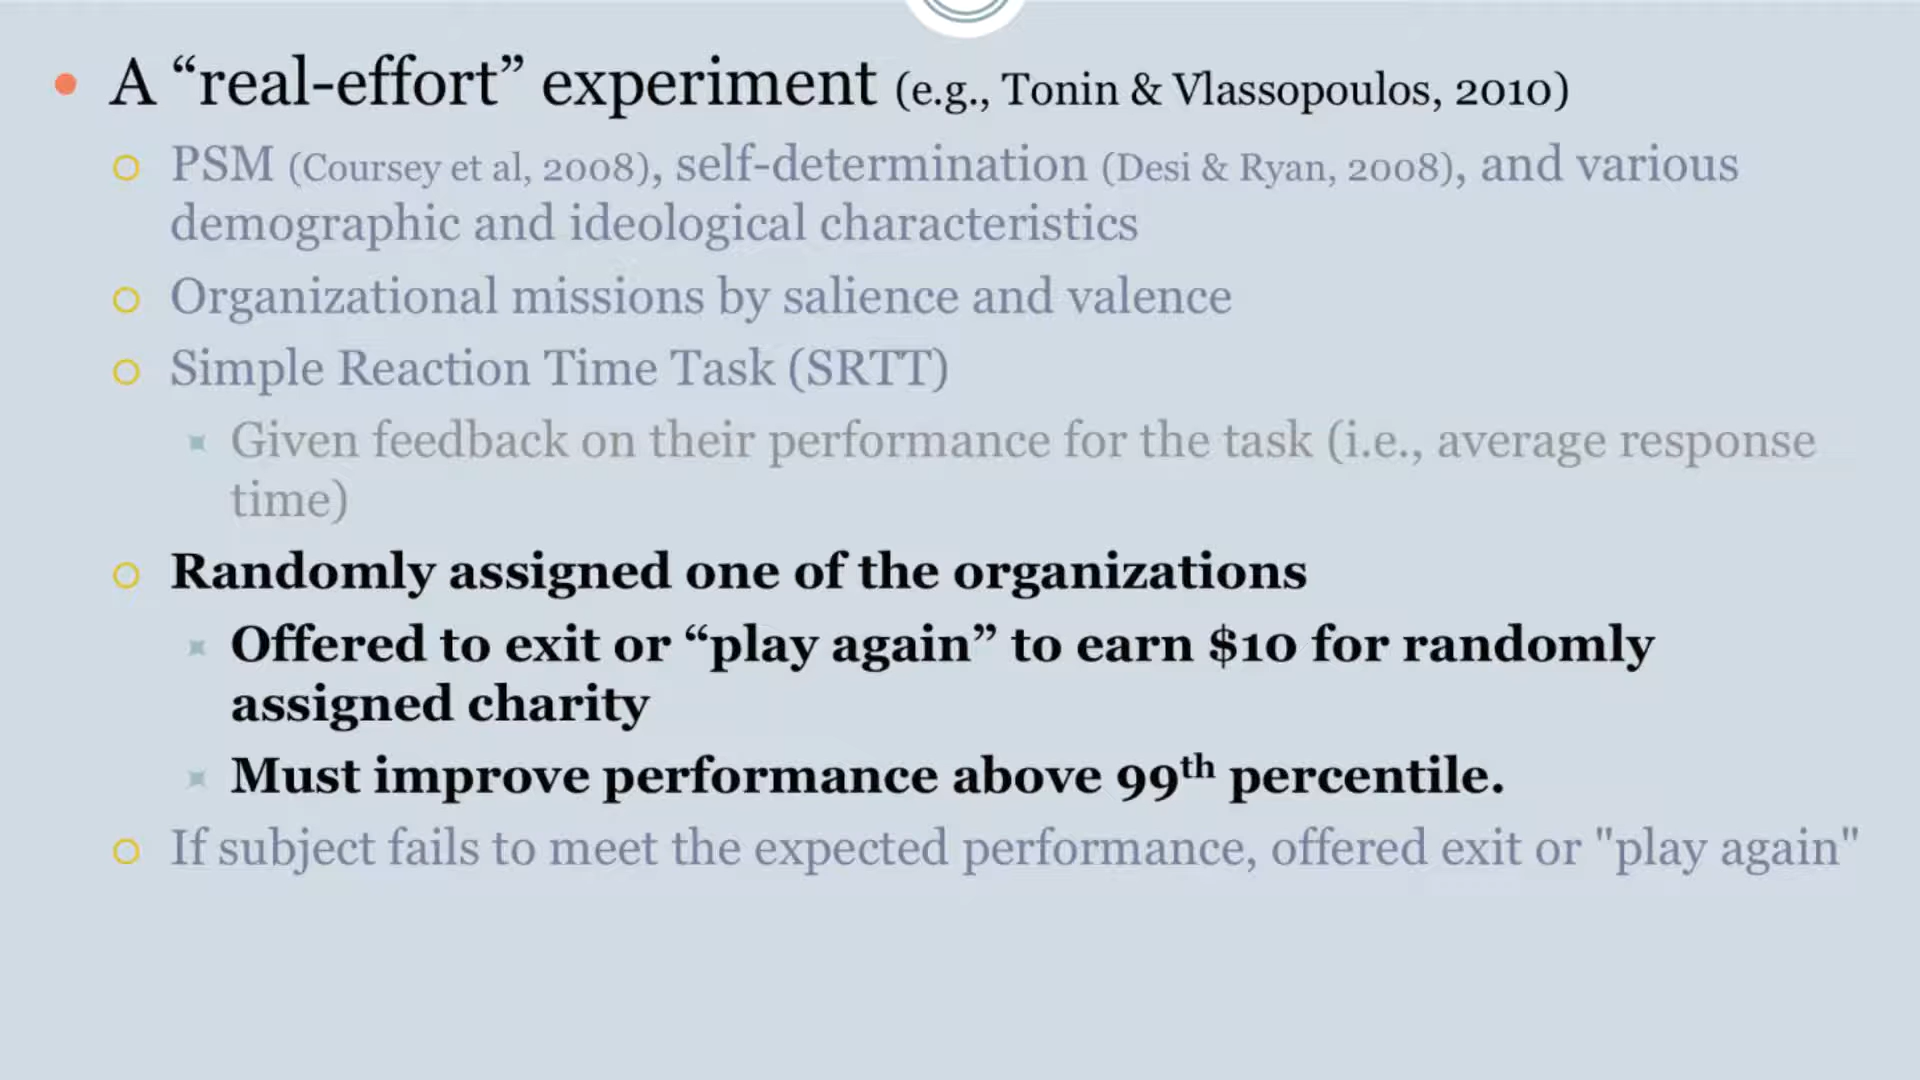 A “real-effort” experiment (e.g., Tonin & Vlassopoulos, 2010)
PSM (Coursey et al, 2008), self-determination (Desi & Ryan, 2008), and various
demographic and ideological characteristics
Organizational missions by salience and valence
Simple Reaction Time Task (SRTT)
Given feedback on their performance for the task (i.e., average response
time)
Randomly assigned one of the organizations
Offered to exit or “play again” to earn $10 for randomly
assigned charity
Must improve performance above 99th percentile.
If subject fails to meet the expected performance, offered exit or "play again"